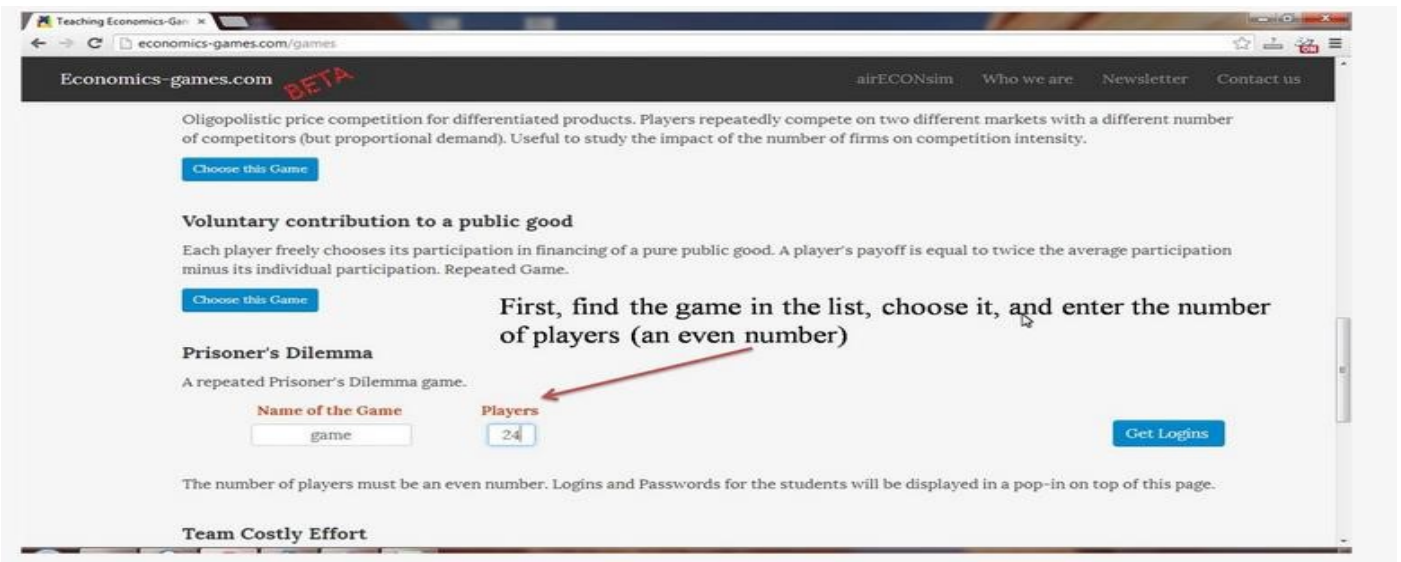 Teaching Economics-Gam
economics-games.com/games
ON
Economics-games.com BETA airECONsim Who we are Newsletter Contact us
Oligopolistic price competition for differentiated products. Players repeatedly compete on two different markets with a different number
of competitors (but proportional demand). Useful to study the impact of the number of firms on competition intensity.
Choose this Game
Voluntary contribution to a public good
Each player freely chooses its participation in financing of a pure public good. A player's payoff is equal to twice the average participation
minus its individual participation. Repeated Game.
Choose this Game
First, find the game in the list, choose it, and enter the number
of players (an even number)
Prisoner's Dilemma
A repeated Prisoner's Dilemma game.
Name of the Game Players
game 24 Get Logins
The number of players must be an even number. Logins and Passwords for the students will be displayed in a pop-in on top of this page.
Team Costly Effort